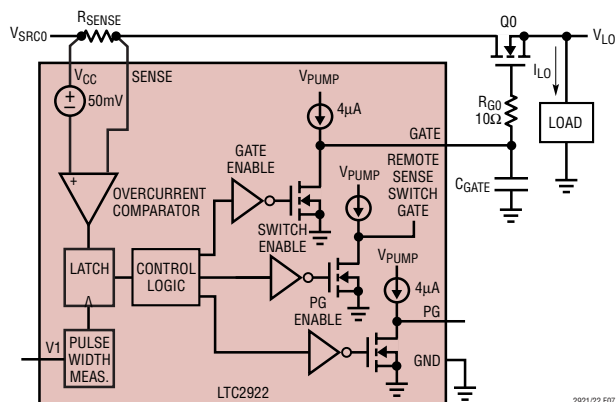 RSENSE
VSRC0
Q0
VLO
VCC
SENSE
50mV
VPUMP
4µA
GATE
ILO
RG0
10Ω
LOAD
CGATE
GATE
ENABLE
VPUMP
REMOTE
SENSE
SWITCH
GATE
OVERCURRENT
COMPARATOR
+
SWITCH
ENABLE
LATCH
CONTROL
LOGIC
VPUMP
4µA
PG
ENABLE
PG
V1
PULSE
WIDTH
MEAS.
GND
LTC2922
2921/22 F07